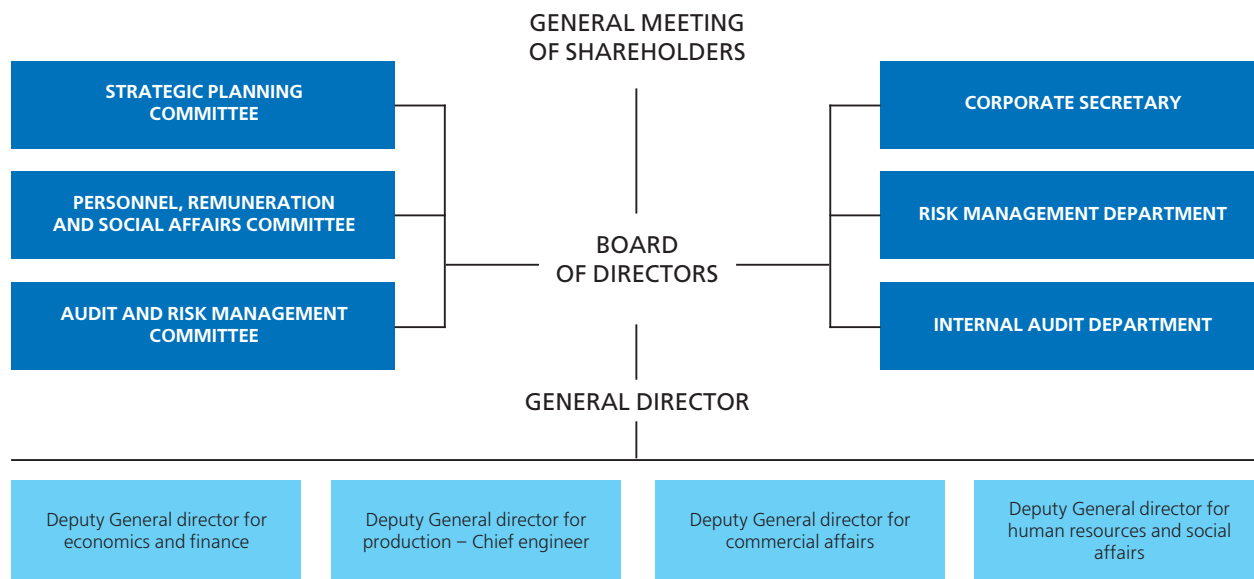 GENERAL MEETING
OF SHAREHOLDERS
STRATEGIC PLANNING
COMMITTEE
CORPORATE SECRETARY
PERSONNEL, REMUNERATION
AND SOCIAL AFFAIRS COMMITTEE
RISK MANAGEMENT DEPARTMENT
BOARD
OF DIRECTORS
AUDIT AND RISK MANAGEMENT
COMMITTEE
INTERNAL AUDIT DEPARTMENT
GENERAL DIRECTOR
Deputy General director for
economics and finance
Deputy General director for
production – Chief engineer
Deputy General director for
commercial affairs
Deputy General director for
human resources and social
affairs